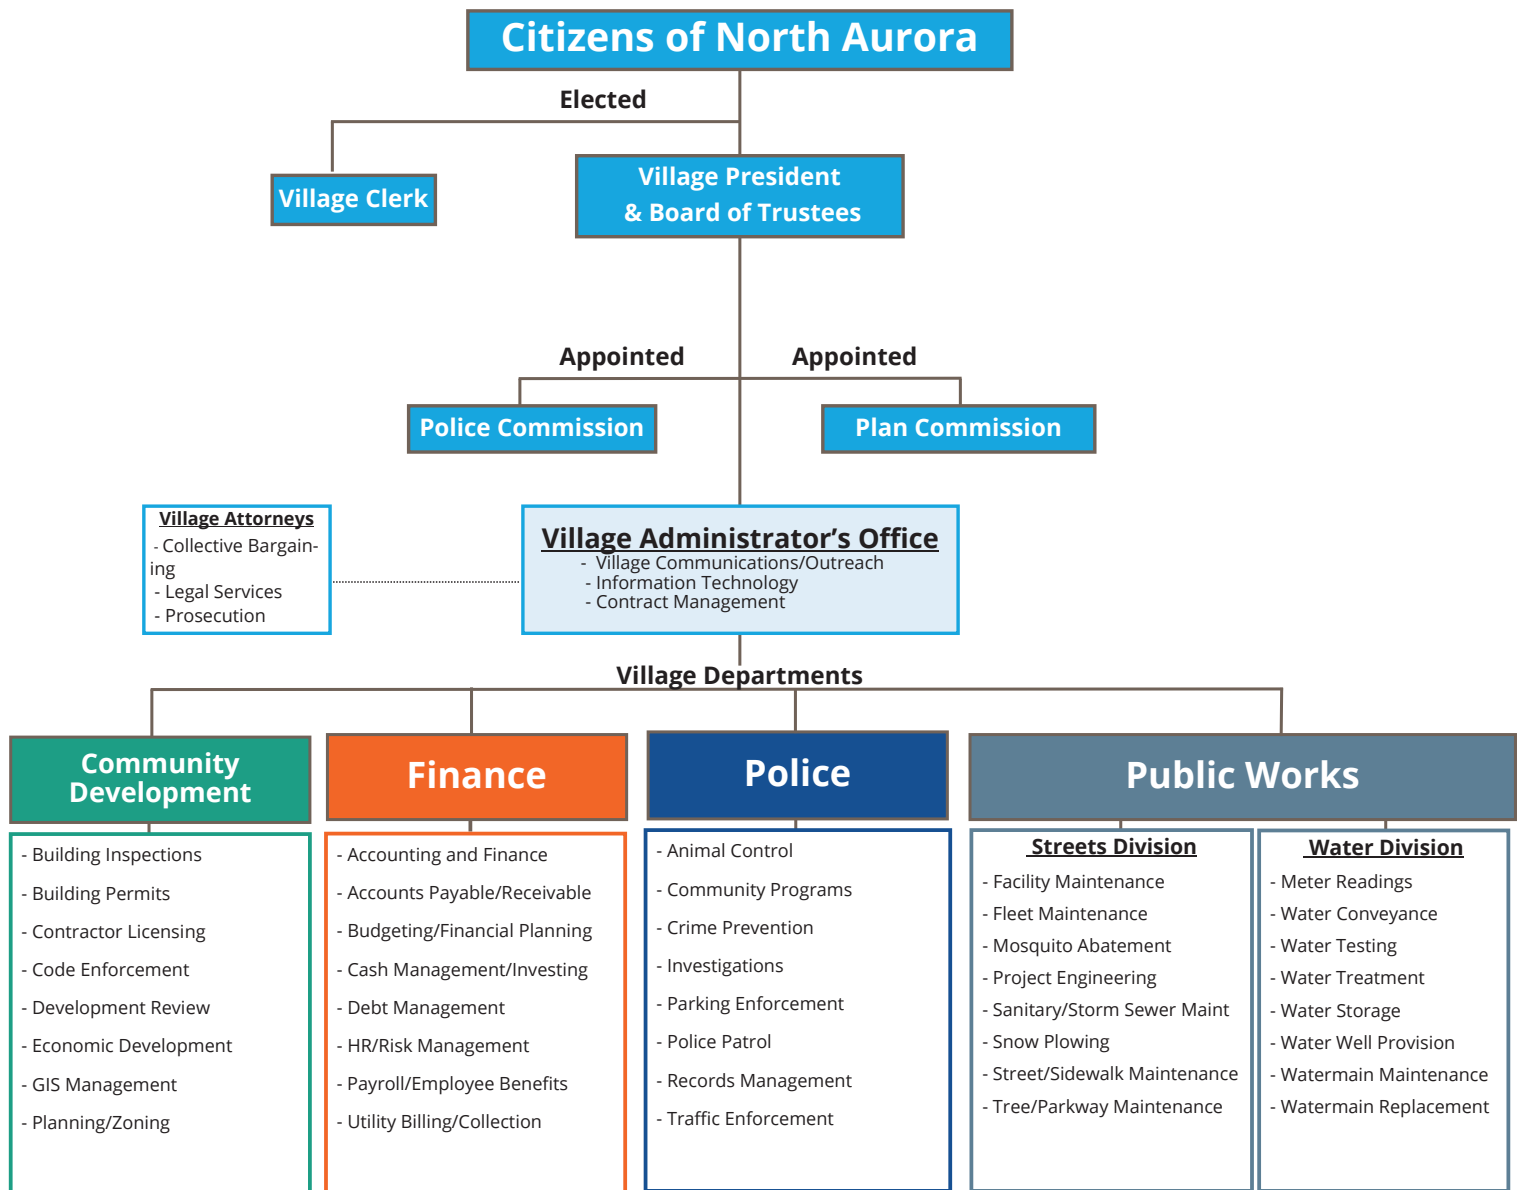 Citizens of North Aurora
Elected
Village Clerk
Village President
& Board of Trustees
Appointed
Appointed
Police Commission
Plan Commission
Village Attorneys
- Collective Bargain-
ing
- Legal Services
- Prosecution
Village Administrator’s Office
- Village Communications/Outreach
- Information Technology
- Contract Management
Village Departments
Community
Development
- Building Inspections
- Building Permits
- Contractor Licensing
- Code Enforcement
- Development Review
- Economic Development
- GIS Management
- Planning/Zoning
Finance
- Accounting and Finance
- Accounts Payable/Receivable
- Budgeting/Financial Planning
- Cash Management/Investing
- Debt Management
- HR/Risk Management
- Payroll/Employee Benefits
- Utility Billing/Collection
Police
- Animal Control
- Community Programs
- Crime Prevention
- Investigations
- Parking Enforcement
- Police Patrol
- Records Management
- Traffic Enforcement
Public Works
Streets Division
- Facility Maintenance
- Fleet Maintenance
- Mosquito Abatement
- Project Engineering
- Sanitary/Storm Sewer Maint
- Snow Plowing
- Street/Sidewalk Maintenance
- Tree/Parkway Maintenance
Water Division
- Meter Readings
- Water Conveyance
- Water Testing
- Water Treatment
- Water Storage
- Water Well Provision
- Watermain Maintenance
- Watermain Replacement